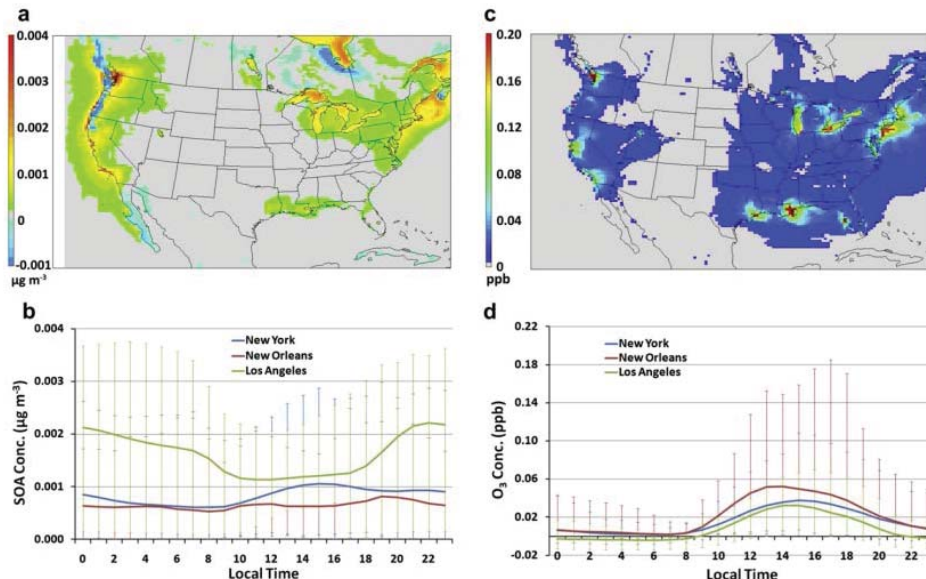 a
0.004
0.003
0.002
0.001
0
-0.001
µg m⁻³
c
0.20
0.16
0.12
0.08
0.04
0
ppb
b
0.004
0.003
0.002
0.001
0.000
SOA Conc. (µg m⁻³)
New York
New Orleans
Los Angeles
0 2 4 6 8 10 12 14 16 18 20 22
Local Time
d
0.22
0.18
0.14
0.10
0.06
0.02
-0.02
O₃ Conc. (ppb)
New York
New Orleans
Los Angeles
0 2 4 6 8 10 12 14 16 18 20 22
Local Time